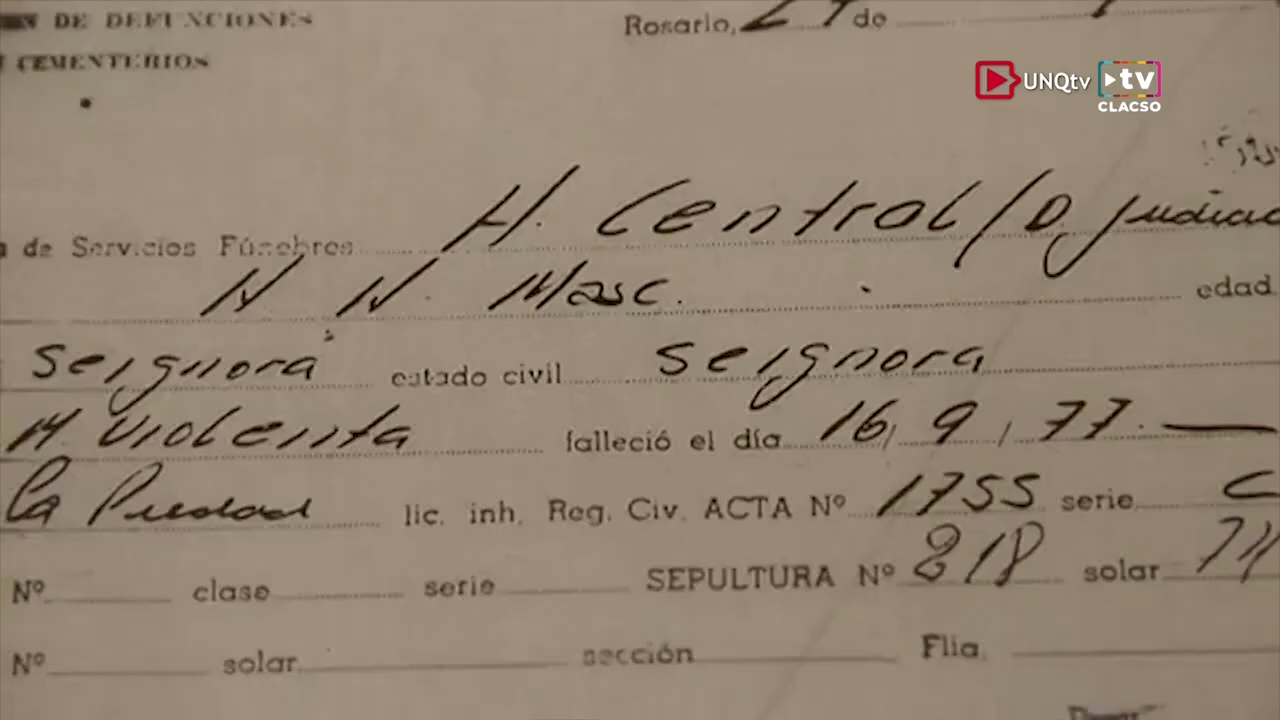 DE DEFUNCIONES
Rosario, 27 de
CEMENTERIOS
UNQtv tv
CLACSO
H. Central / D. Judicial
de Servicios Fúnebres
N. N. Masc. edad
Seignora estado civil Seignora
M. Violenta falleció el día 16, 9, 77.
La Piedad lic. inh. Reg. Civ. ACTA Nº 1755 serie C
Nº clase serie SEPULTURA Nº 218 solar
Nº solar sección Flia.